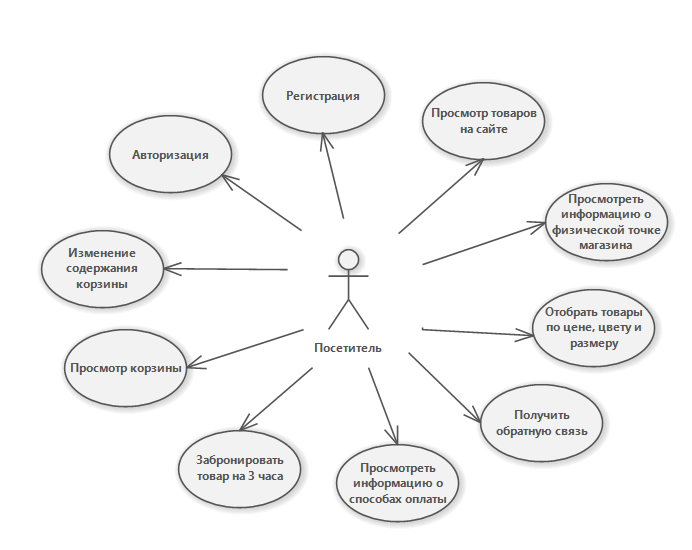 Регистрация
Просмотр товаров
на сайте
Авторизация
Просмотреть
информацию о
физической точке
магазина
Изменение
содержания
корзины
Отобрать товары
по цене, цвету и
размеру
Посетитель
Просмотр корзины
Получить
обратную связь
Забронировать
товар на 3 часа
Просмотреть
информацию о
способах оплаты